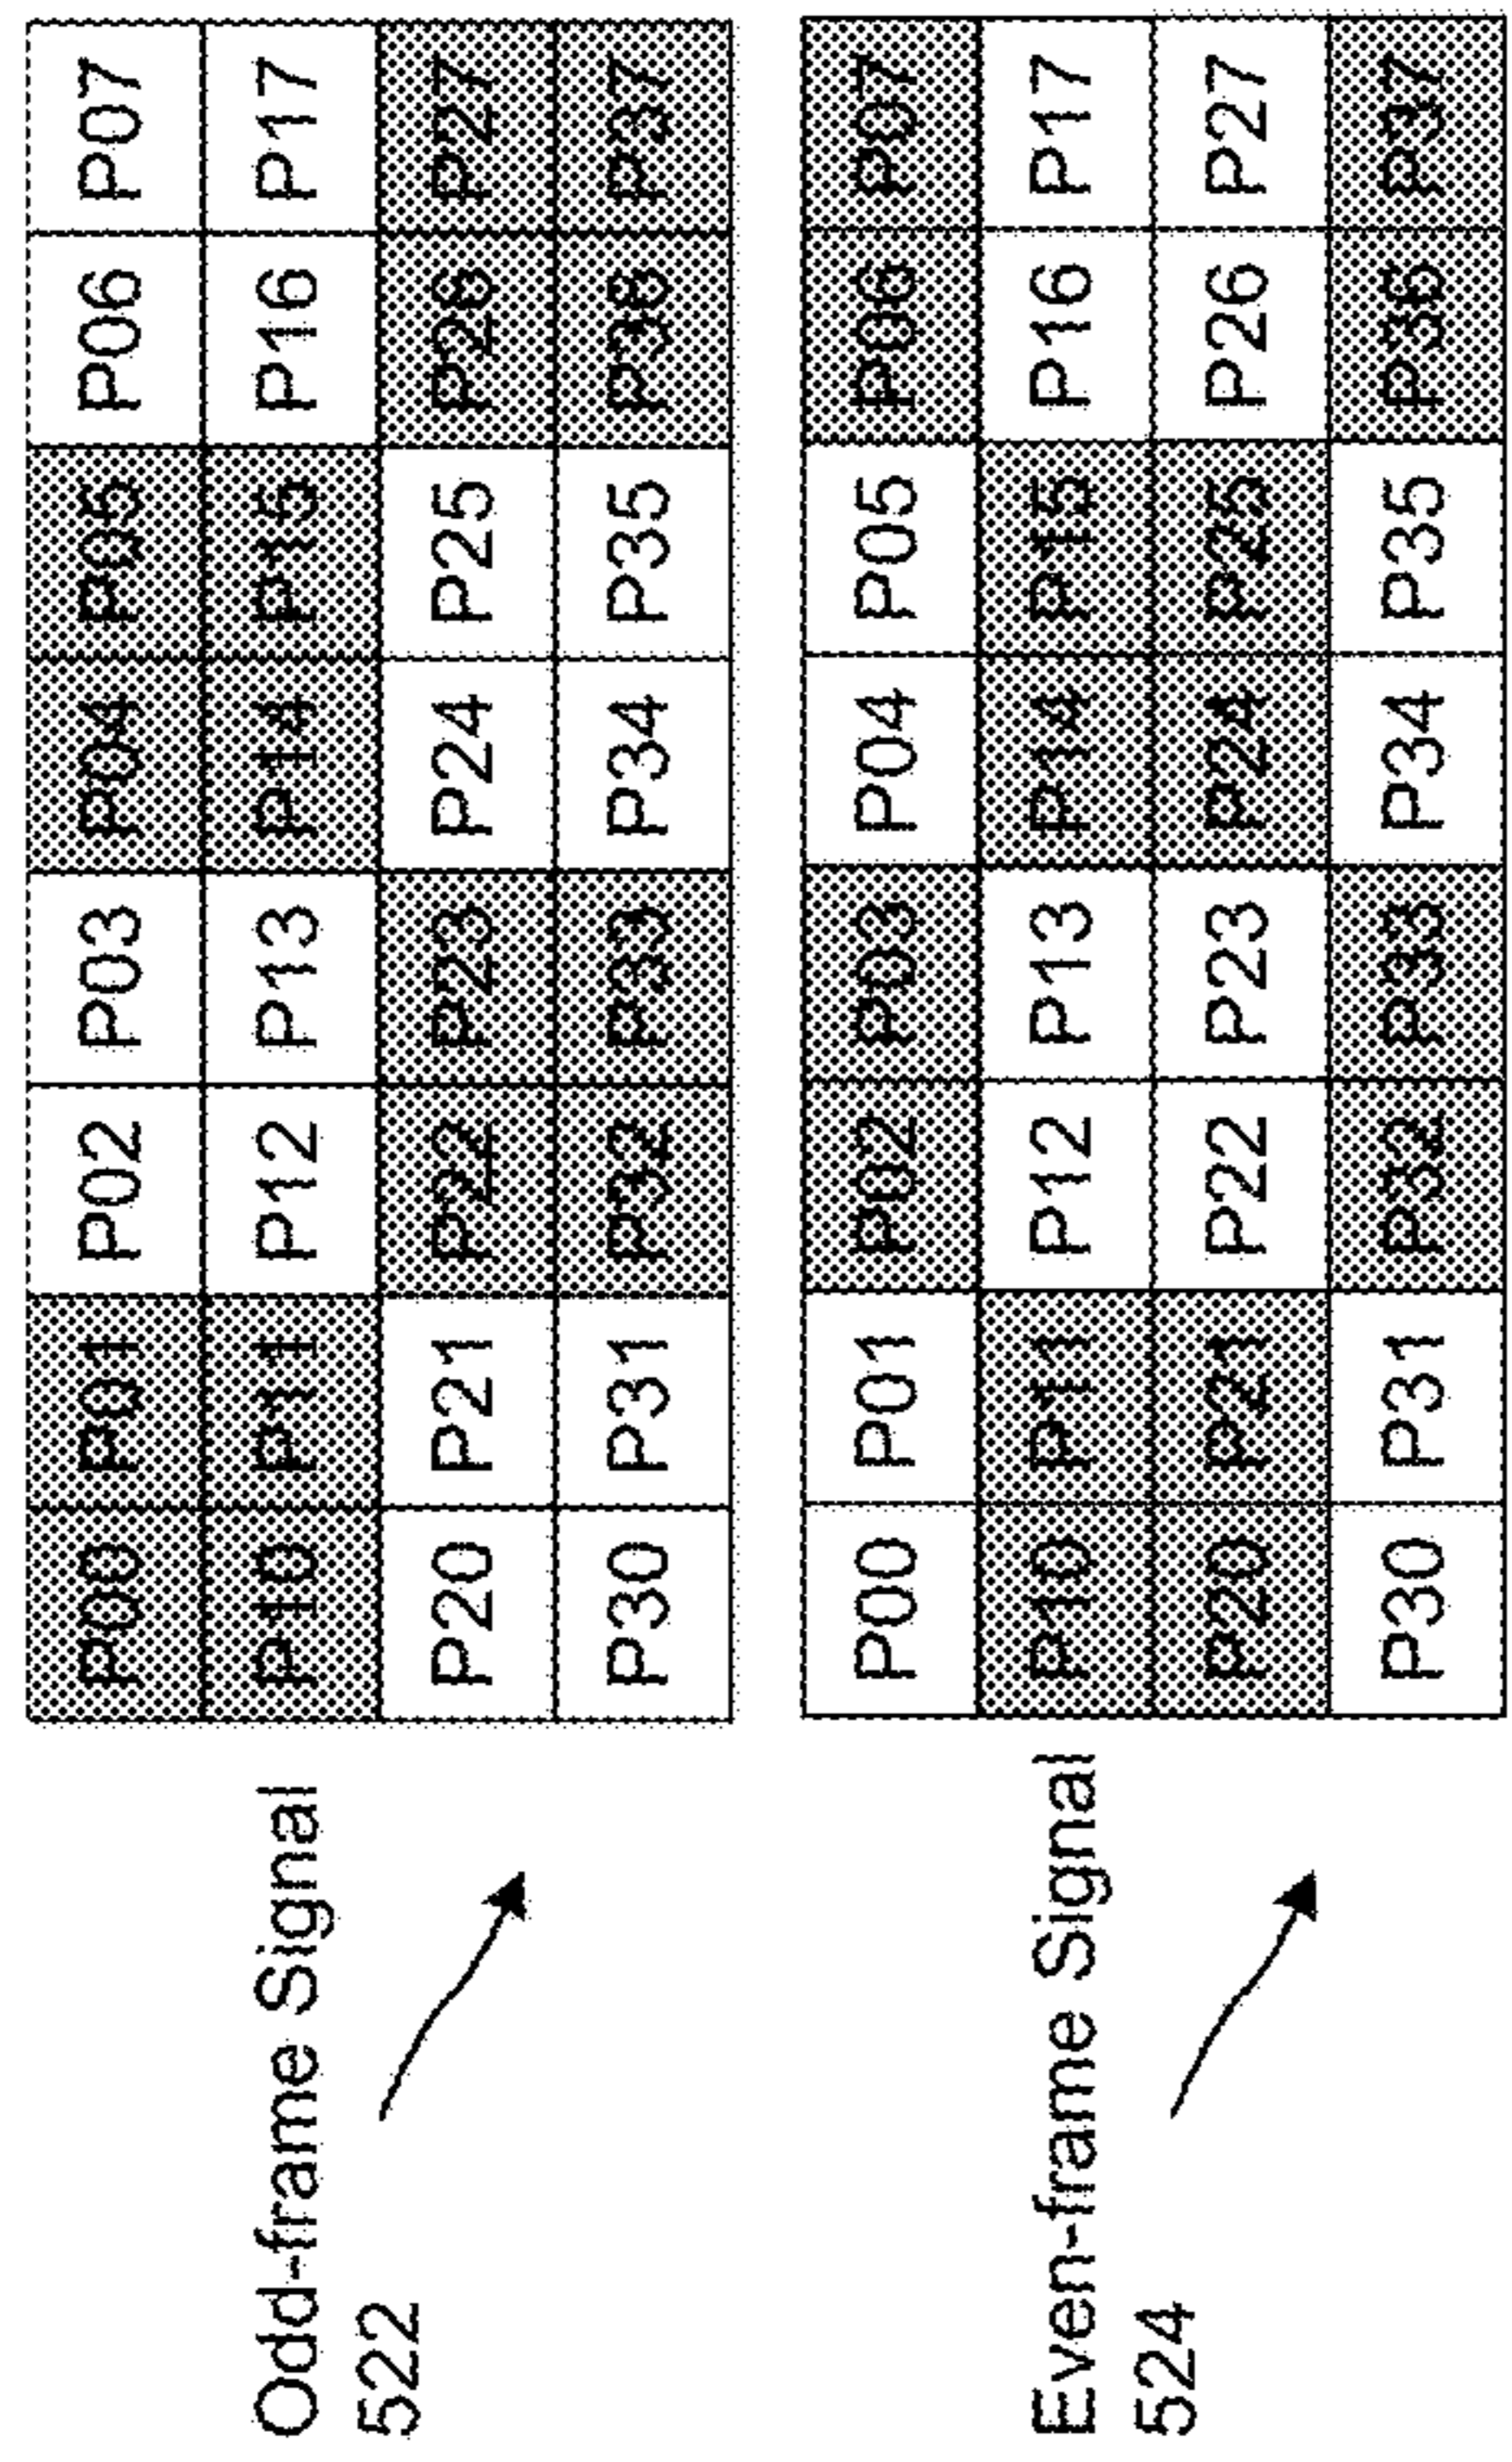 Odd-frame Signal
522
P00 P01 P02 P03 P04 P05 P06 P07
P10 P11 P12 P13 P14 P15 P16 P17
P20 P21 P22 P23 P24 P25 P26 P27
P30 P31 P32 P33 P34 P35 P36 P37
Even-frame Signal
524
P00 P01 P02 P03 P04 P05 P06 P07
P10 P11 P12 P13 P14 P15 P16 P17
P20 P21 P22 P23 P24 P25 P26 P27
P30 P31 P32 P33 P34 P35 P36 P37